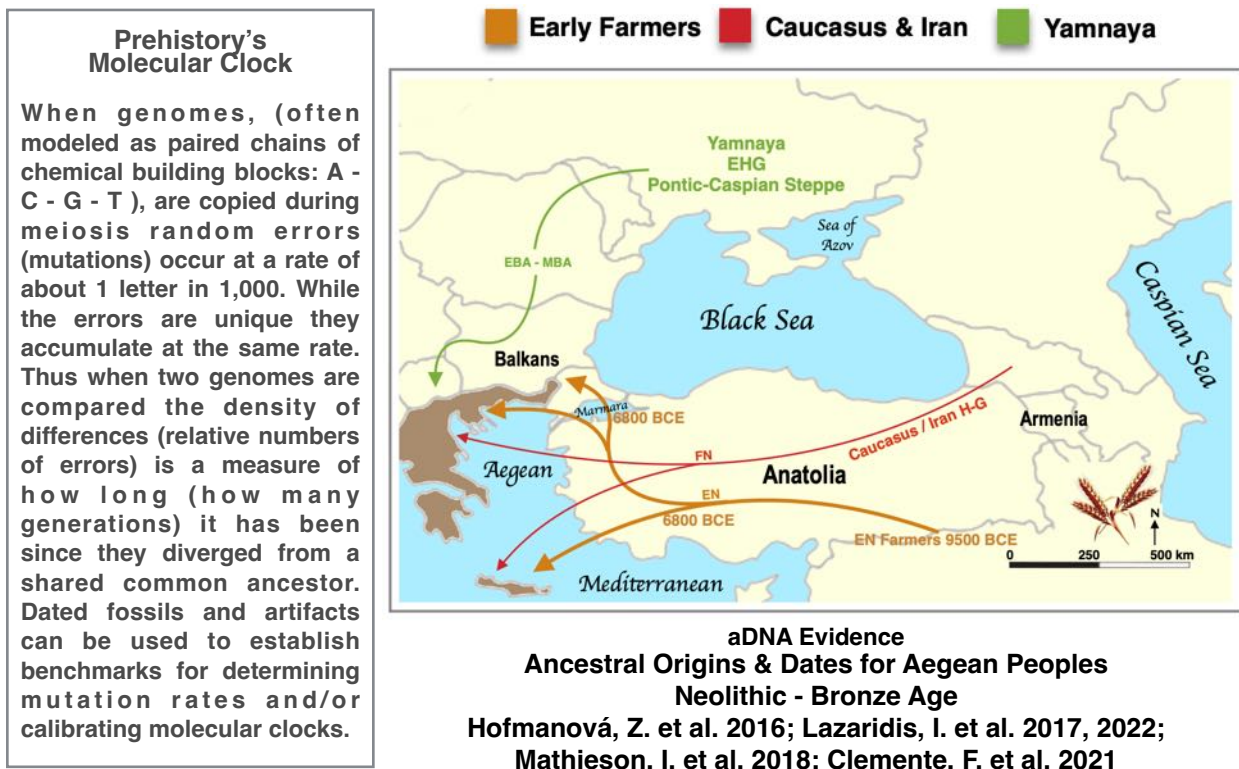 Prehistory's
Molecular Clock
When genomes, (often
modeled as paired chains of
chemical building blocks: A -
C - G - T ), are copied during
meiosis random errors
(mutations) occur at a rate of
about 1 letter in 1,000. While
the errors are unique they
accumulate at the same rate.
Thus when two genomes are
compared the density of
differences (relative numbers
of errors) is a measure of
how long (how many
generations) it has been
since they diverged from a
shared common ancestor.
Dated fossils and artifacts
can be used to establish
benchmarks for determining
mutation rates and/or
calibrating molecular clocks.
Early Farmers
Caucasus & Iran
Yamnaya
Yamnaya
EHG
Pontic-Caspian Steppe
Sea of
Azov
EBA - MBA
Caspian Sea
Black Sea
Balkans
Marmara
6800 BCE
Caucasus / Iran H-G
Armenia
FN
Aegean
Anatolia
EN
6800 BCE
EN Farmers 9500 BCE
N
0 250 500 km
Mediterranean
aDNA Evidence
Ancestral Origins & Dates for Aegean Peoples
Neolithic - Bronze Age
Hofmanová, Z. et al. 2016; Lazaridis, I. et al. 2017, 2022;
Mathieson, I. et al. 2018; Clemente, F. et al. 2021